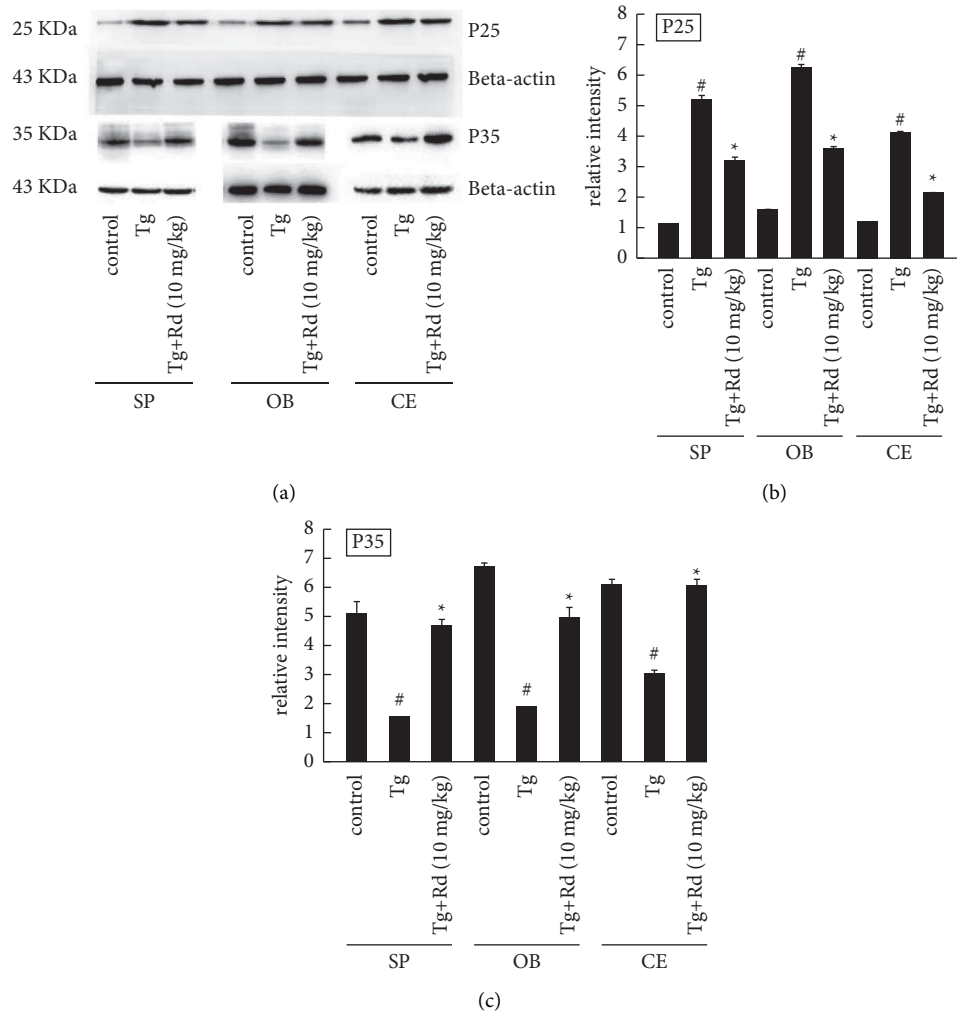 25 KDa
P25
43 KDa
Beta-actin
35 KDa
P35
43 KDa
Beta-actin
control
Tg
Tg+Rd (10 mg/kg)
control
Tg
Tg+Rd (10 mg/kg)
control
Tg
Tg+Rd (10 mg/kg)
SP
OB
CE
(a)
8
7
6
5
4
3
2
1
0
relative intensity
P25
#
*
#
*
#
*
control
Tg
Tg+Rd (10 mg/kg)
control
Tg
Tg+Rd (10 mg/kg)
control
Tg
Tg+Rd (10 mg/kg)
SP
OB
CE
(b)
8
7
6
5
4
3
2
1
0
relative intensity
P35
#
*
#
*
#
*
control
Tg
Tg+Rd (10 mg/kg)
control
Tg
Tg+Rd (10 mg/kg)
control
Tg
Tg+Rd (10 mg/kg)
SP
OB
CE
(c)